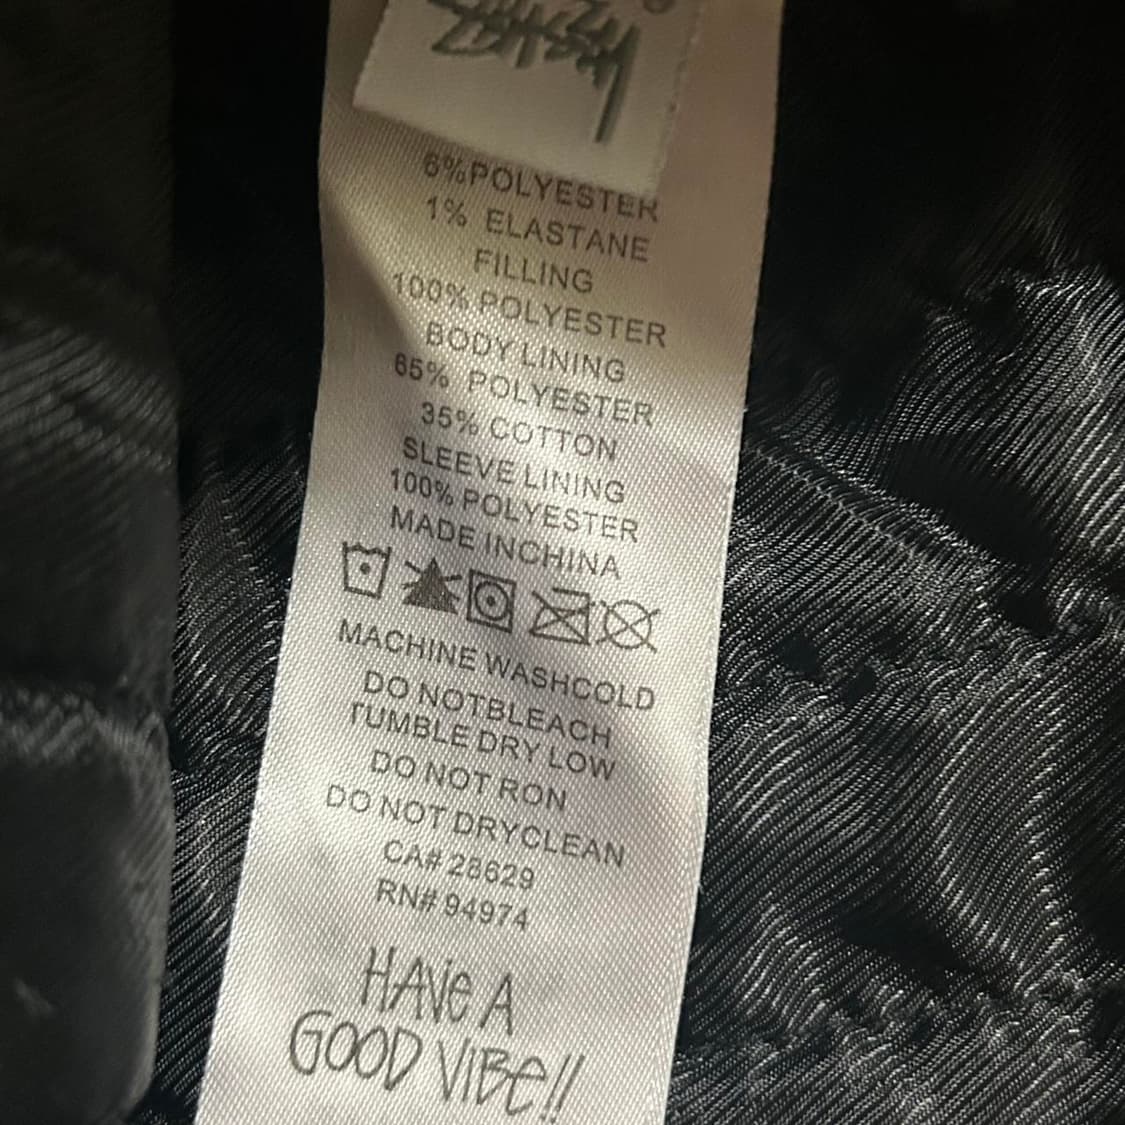 STÜSSY
6%POLYESTER
1% ELASTANE
FILLING
100% POLYESTER
BODY LINING
65% POLYESTER
35% COTTON
SLEEVE LINING
100% POLYESTER
MADE INCHINA
MACHINE WASHCOLD
DO NOTBLEACH
TUMBLE DRY LOW
DO NOT RON
DO NOT DRYCLEAN
CA# 28629
RN# 94974
HAVe A
GOOD VIBe!!